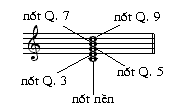 nốt Q. 7 nốt Q. 9
nốt Q. 3 nốt Q. 5
nốt nền